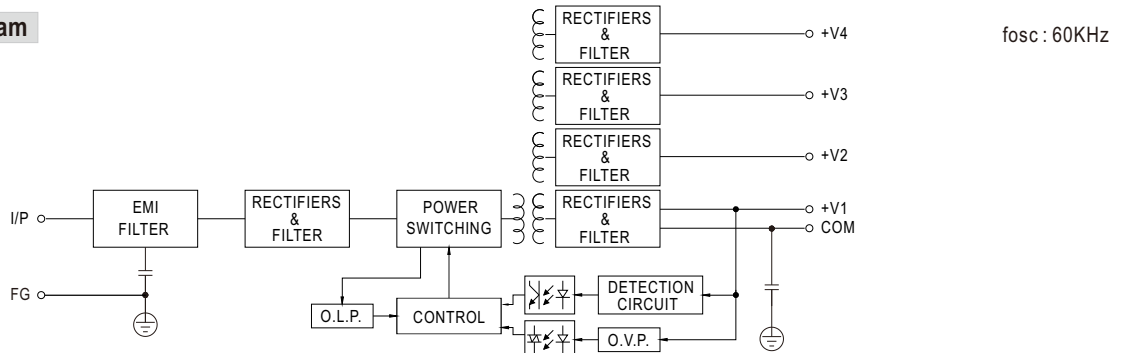 am
fosc : 60KHz
RECTIFIERS
&
FILTER
+V4
RECTIFIERS
&
FILTER
+V3
RECTIFIERS
&
FILTER
+V2
I/P
EMI
FILTER
RECTIFIERS
&
FILTER
POWER
SWITCHING
RECTIFIERS
&
FILTER
+V1
COM
FG
O.L.P.
CONTROL
DETECTION
CIRCUIT
O.V.P.